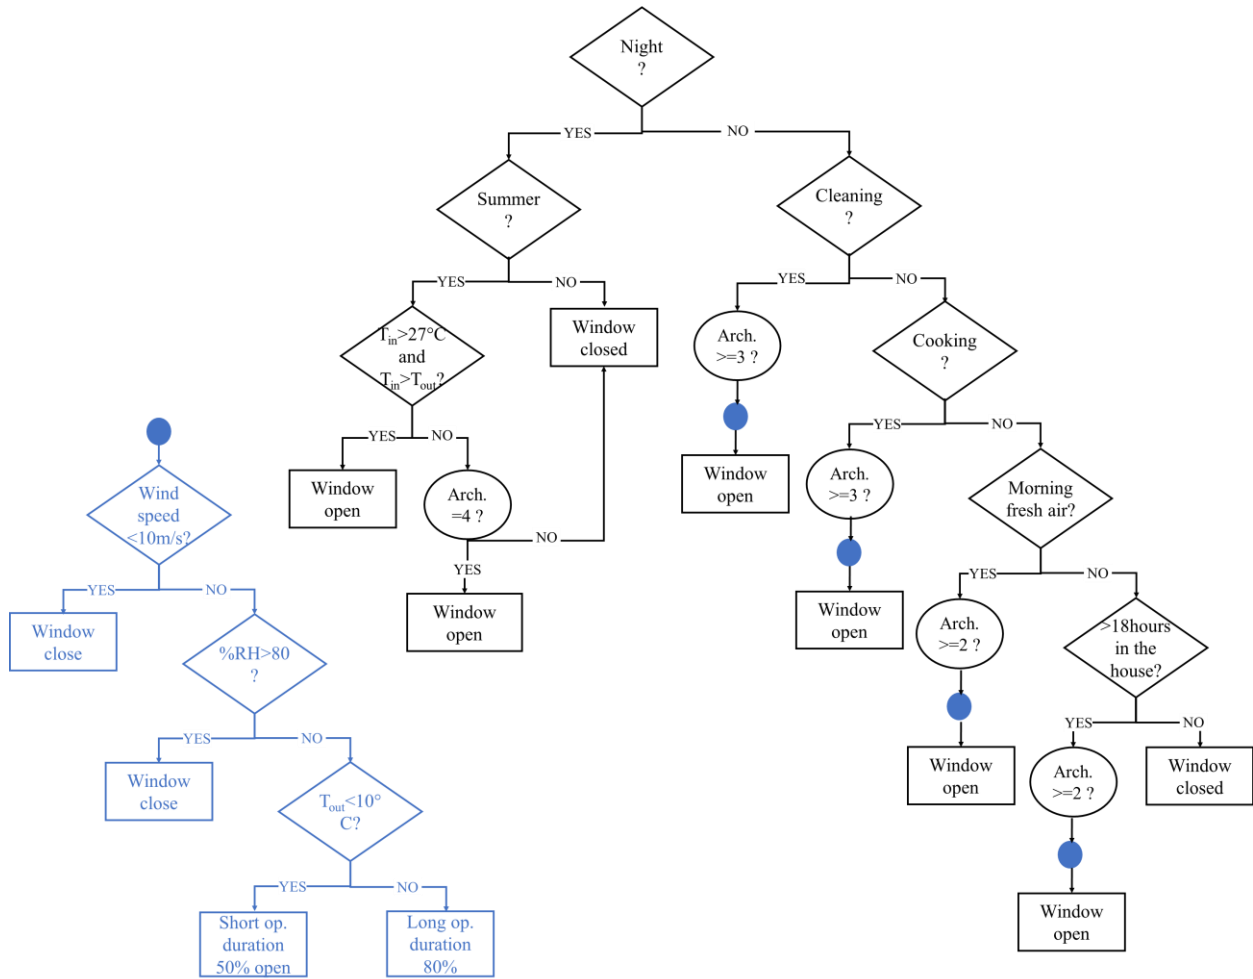 Night
?
YES
NO
Summer
?
Cleaning
?
YES
NO
YES
NO
Tin>27°C
and
Tin>Tout?
Window
closed
Arch.
>=3 ?
Cooking
?
YES
NO
YES
NO
Window
open
Arch.
=4 ?
NO
YES
Window
open
Window
open
Arch.
>=3 ?
Morning
fresh air?
Window
open
YES
NO
Arch.
>=2 ?
>18hours
in the
house?
Window
open
YES
NO
Arch.
>=2 ?
Window
closed
Window
open
Wind
speed
<10m/s?
YES
NO
Window
close
%RH>80
?
YES
NO
Window
close
Tout<10°
C?
YES
NO
Short op.
duration
50% open
Long op.
duration
80%